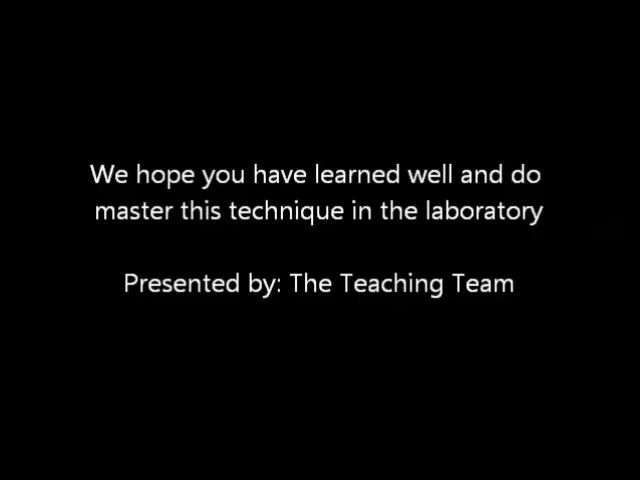 We hope you have learned well and do
master this technique in the laboratory
Presented by: The Teaching Team